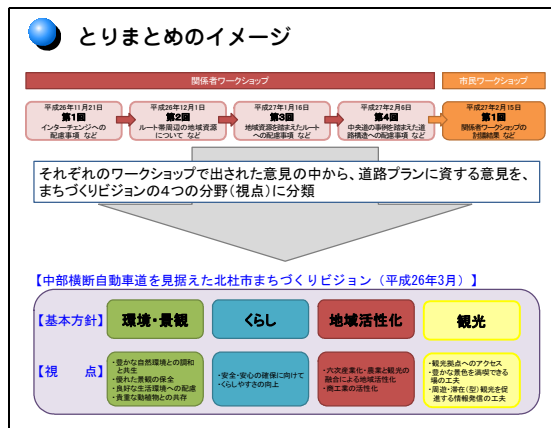 とりまとめのイメージ
関係者ワークショップ
市民ワークショップ
平成26年11月21日
第1回
インターチェンジへの
配慮事項 など
平成26年12月1日
第2回
ルート帯周辺の地域資源
について など
平成27年1月16日
第3回
地域資源を踏まえたルート
への配慮事項 など
平成27年2月6日
第4回
中央道の事例を踏まえた道
路構造への配慮事項 など
平成27年2月15日
第1回
関係者ワークショップの
討議結果 など
それぞれのワークショップで出された意見の中から、道路プランに資する意見を、
まちづくりビジョンの4つの分野(視点)に分類
【中部横断自動車道を見据えた北杜市まちづくりビジョン(平成26年3月)】
【基本方針】
環境・景観
くらし
地域活性化
観光
【視 点】
・豊かな自然環境との調和
と共生
・優れた景観の保全
・良好な生活環境への配慮
・貴重な動植物との共存
・安全・安心の確保に向けて
・くらしやすさの向上
・六次産業化・農業と観光の
融合による地域活性化
・商工業の活性化
・観光拠点へのアクセス
・豊かな景色を満喫できる
場の工夫
・周遊・滞在(型)観光を促
進する情報発信の工夫